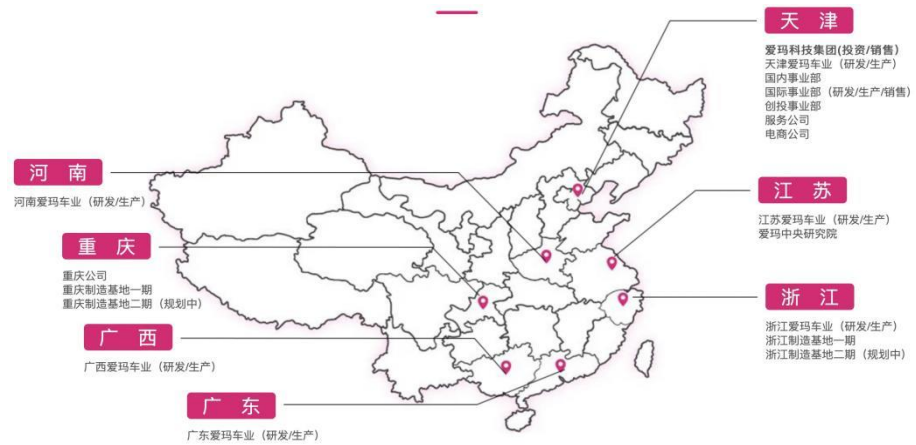 天 津
爱玛科技集团(投资/销售）
天津爱玛车业（研发/生产）
国内事业部
国际事业部（研发/生产/销售）
创投事业部
服务公司
电商公司
河 南
河南爱玛车业（研发/生产）
江 苏
江苏爱玛车业（研发/生产）
爱玛中央研究院
重 庆
重庆公司
重庆制造基地一期
重庆制造基地二期（规划中）
浙 江
浙江爱玛车业（研发/生产）
浙江制造基地一期
浙江制造基地二期（规划中）
广 西
广西爱玛车业（研发/生产）
广 东
广东爱玛车业（研发/生产）